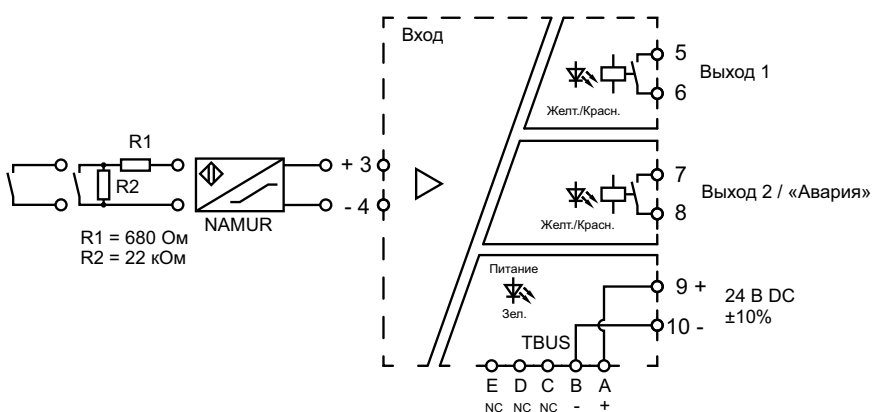 Вход
5
6
Выход 1
Желт./Красн.
R1
R2
+ 3
- 4
NAMUR
R1 = 680 Ом
R2 = 22 кОм
7
8
Выход 2 / «Авария»
Желт./Красн.
Питание
Зел.
9 +
10 -
24 В DC
±10%
TBUS
E D C B A
NC NC NC - +